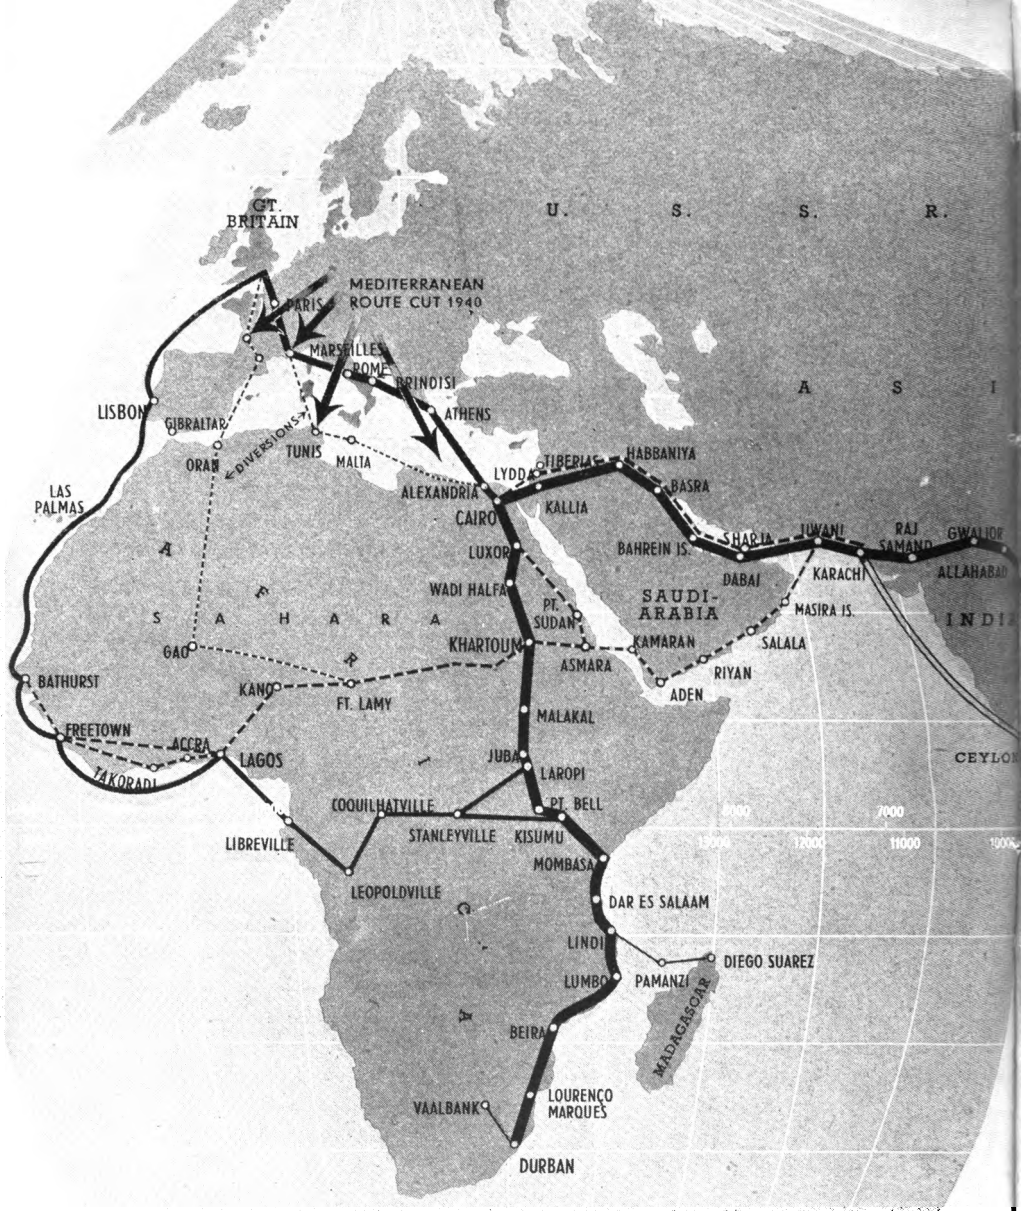 GT.
BRITAIN
U. S. S. R.
MEDITERRANEAN
ROUTE CUT 1940
PARIS
MARSEILLES
ROME
BRINDISI
A S I
LISBON
GIBRALTAR
ATHENS
ORAN
←DIVERSIONS→
TUNIS
MALTA
LYDDA
TIBERIAS
HABBANIYA
LAS
PALMAS
ALEXANDRIA
KALLIA
BASRA
CAIRO
LUXOR
BAHREIN IS.
SHARJA
JIWANI
RAJ
SAMAND
GWALIOR
DABAI
KARACHI
ALLAHABAD
WADI HALFA
PT.
SUDAN
SAUDI-
ARABIA
MASIRA IS.
INDIA
A F R I C A
SAHARA
KHARTOUM
KAMARAN
SALALA
GAO
ASMARA
RIYAN
BATHURST
KANO
FT. LAMY
ADEN
MALAKAL
FREETOWN
ACCRA
LAGOS
JUBA
LAROPI
CEYLON
TAKORADI
COQUILHATVILLE
PT. BELL
7000
LIBREVILLE
STANLEYVILLE
KISUMU
13000
12000
11000
10000
MOMBASA
LEOPOLDVILLE
DAR ES SALAAM
LINDI
LUMBO
PAMANZI
DIEGO SUAREZ
MADAGASCAR
BEIRA
VAALBANK
LOURENÇO
MARQUES
DURBAN